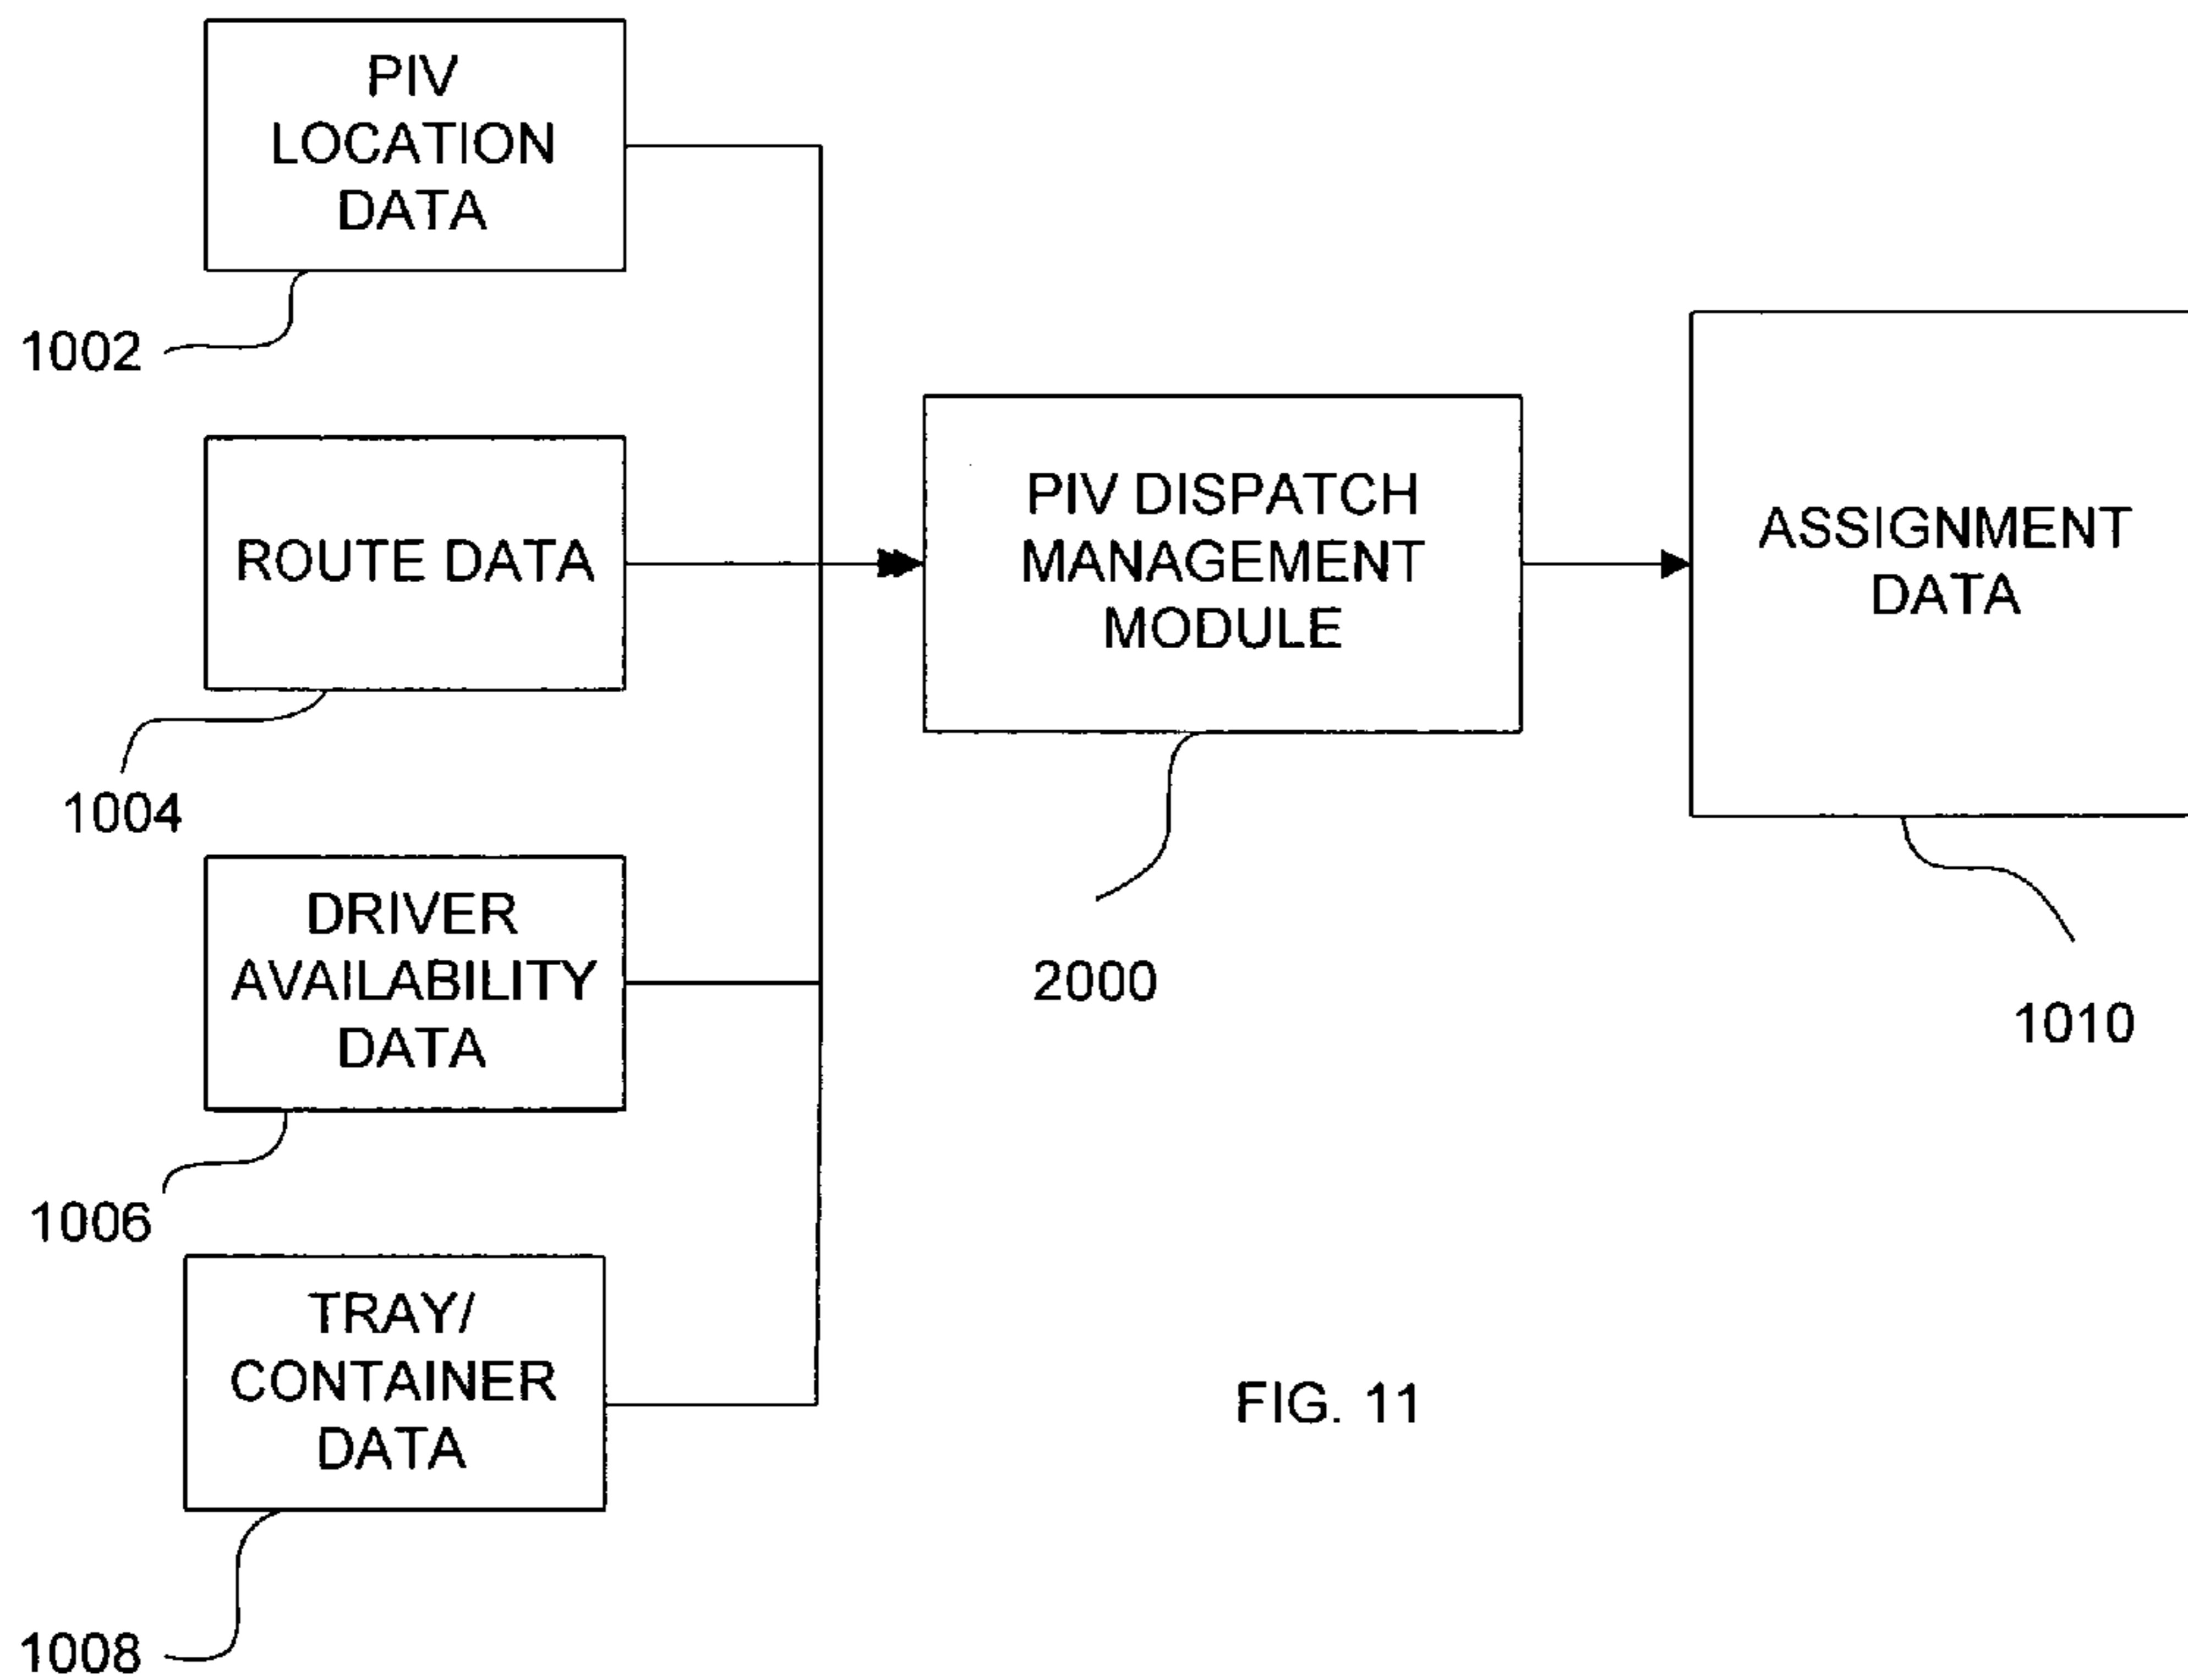 PIV
LOCATION
DATA
1002
ROUTE DATA
1004
DRIVER
AVAILABILITY
DATA
1006
TRAY/
CONTAINER
DATA
1008
PIV DISPATCH
MANAGEMENT
MODULE
2000
ASSIGNMENT
DATA
1010
FIG. 11